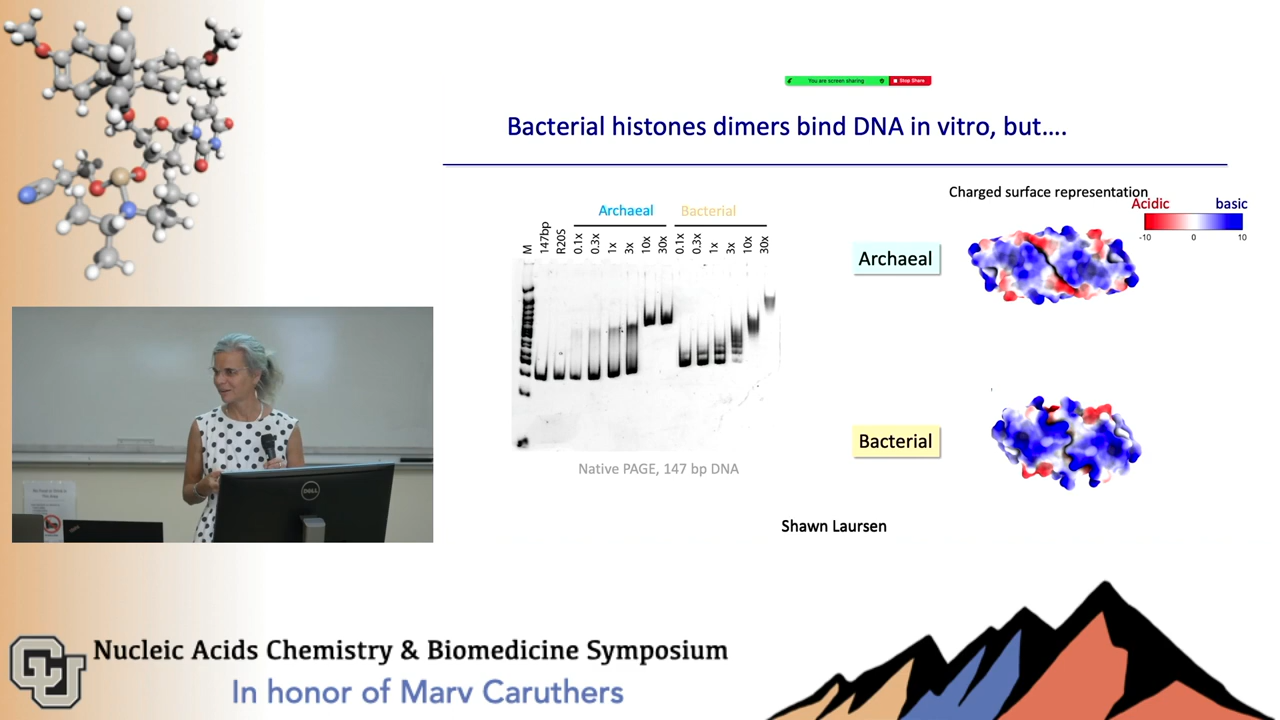 You are screen sharing
Stop Share
Bacterial histones dimers bind DNA in vitro, but….
Charged surface representation
Acidic
basic
-10 0 10
Archaeal Bacterial
M 147bp R20S 0.1x 0.3x 1x 3x 10x 30x 0.1x 0.3x 1x 3x 10x 30x
Archaeal
Bacterial
Native PAGE, 147 bp DNA
Shawn Laursen
DELL
CU
Nucleic Acids Chemistry & Biomedicine Symposium
In honor of Marv Caruthers